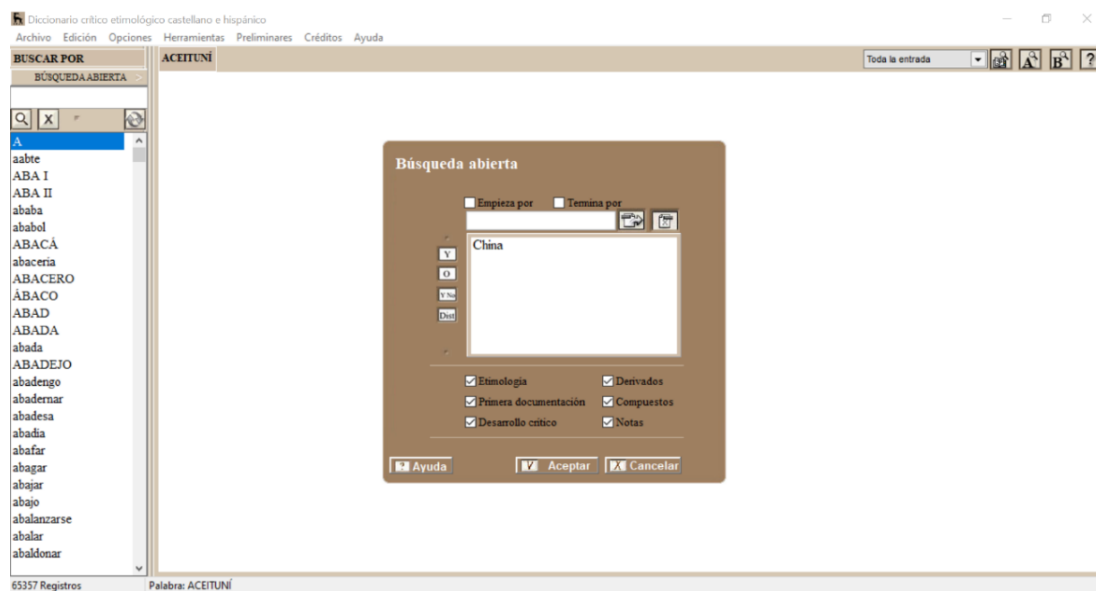 Diccionario crítico etimológico castellano e hispánico
Archivo Edición Opciones Herramientas Preliminares Créditos Ayuda
BUSCAR POR
BÚSQUEDA ABIERTA
ACEITUNÍ
Toda la entrada
A
B
?
X
A
aabte
ABA I
ABA II
ababa
ababol
ABACÁ
abacería
ABACERO
ÁBACO
ABAD
ABADA
abada
ABADEJO
abadengo
abadernar
abadesa
abadía
abafar
abagar
abajar
abajo
abalanzarse
abalar
abaldonar
Búsqueda abierta
Empieza por Termina por
China
Y
O
Y No
Dist
Etimología Derivados
Primera documentación Compuestos
Desarrollo crítico Notas
? Ayuda V Aceptar X Cancelar
65357 Registros Palabra: ACEITUNÍ